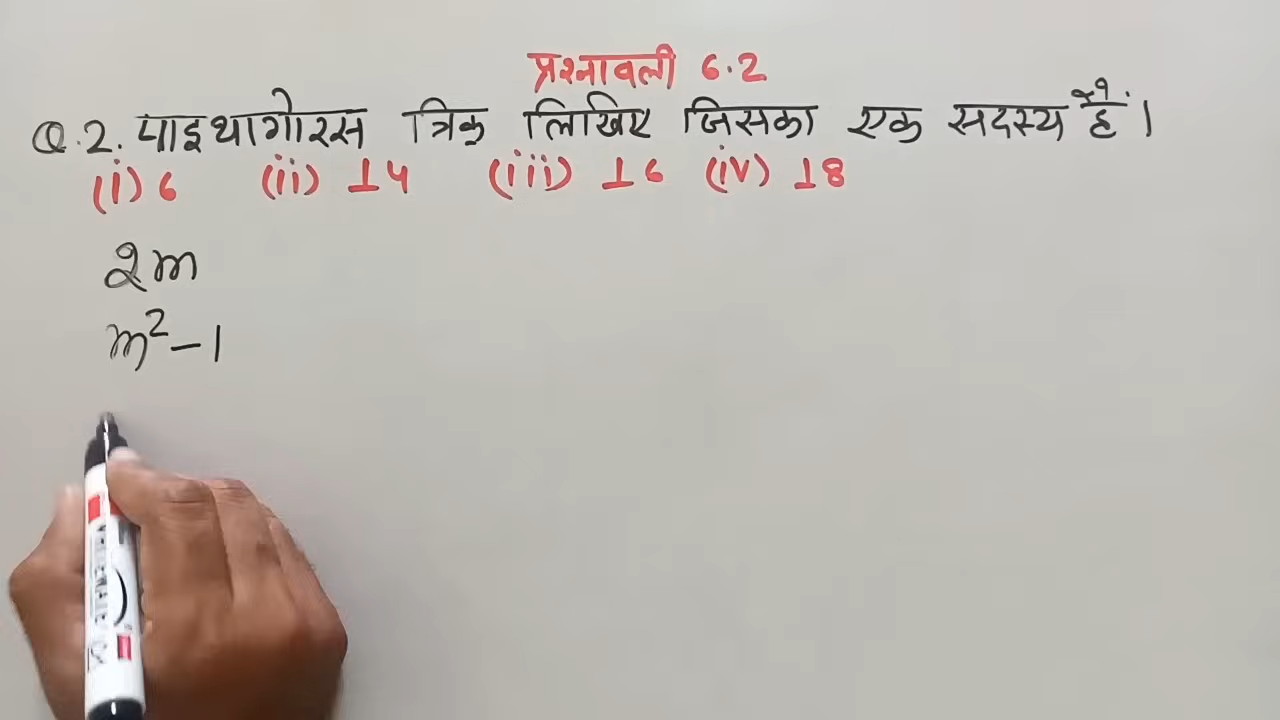 प्रश्नावली 6.2
Q.2. पाइथागोरस त्रिक लिखिए जिसका एक सदस्य है।
(i) 6 (ii) 14 (iii) 16 (iv) 18
2m
m² - 1